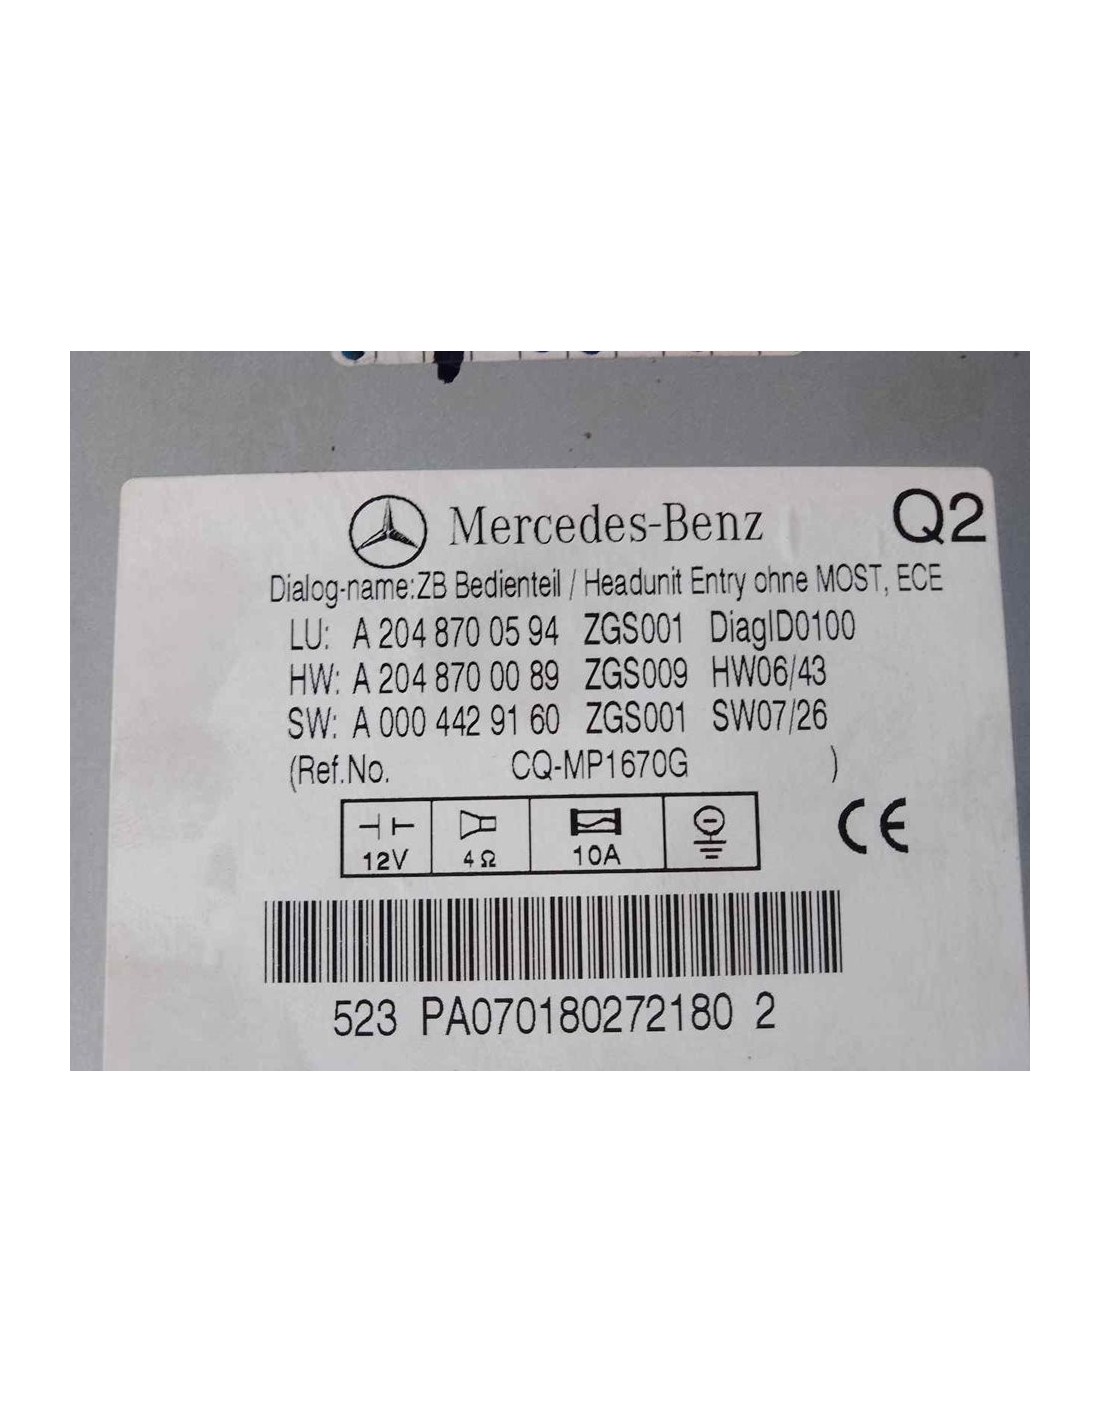 Mercedes-Benz
Q2
Dialog-name:ZB Bedienteil / Headunit Entry ohne MOST, ECE
LU: A 204 870 05 94 ZGS001 DiagID0100
HW: A 204 870 00 89 ZGS009 HW06/43
SW: A 000 442 91 60 ZGS001 SW07/26
(Ref.No. CQ-MP1670G )
12V 4Ω 10A
CE
523 PA070180272180 2